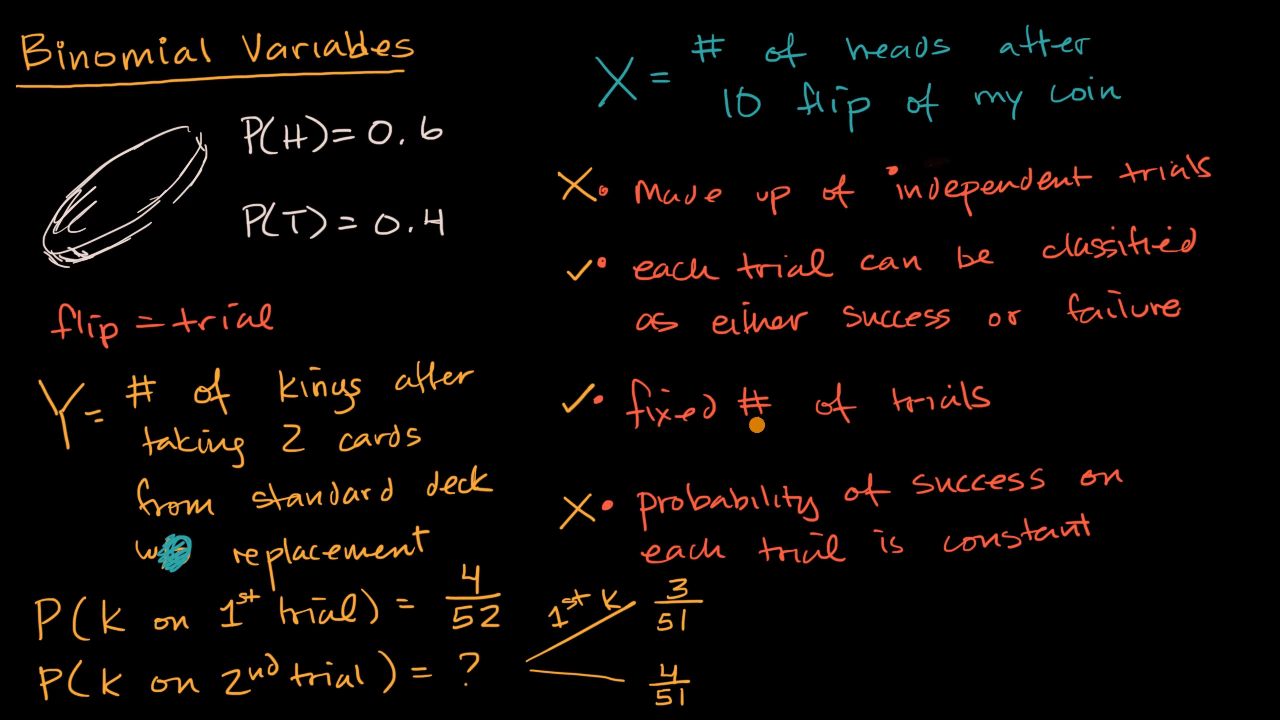 Binomial Variables
P(H)= 0.6
P(T)= 0.4
flip = trial
Y= # of kings after
taking 2 cards
from standard deck
replacement
P(K on 1st trial) = 4/52
P(K on 2nd trial) = ?
1st K
3/51
4/51
X = # of heads after
10 flip of my coin
X • Made up of independent trials
✓ • each trial can be classified
as either success or failure
✓ • fixed # of trials
X • probability of success on
each trial is constant